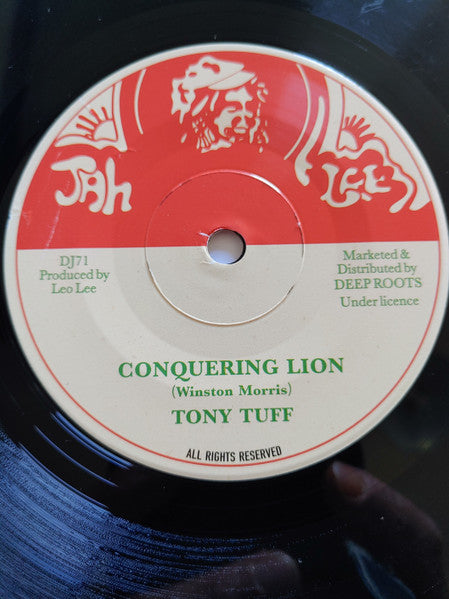 JAh
LEE
DJ71
Produced by
Leo Lee
Marketed &
Distributed by
DEEP ROOTS
Under licence
CONQUERING LION
(Winston Morris)
TONY TUFF
ALL RIGHTS RESERVED